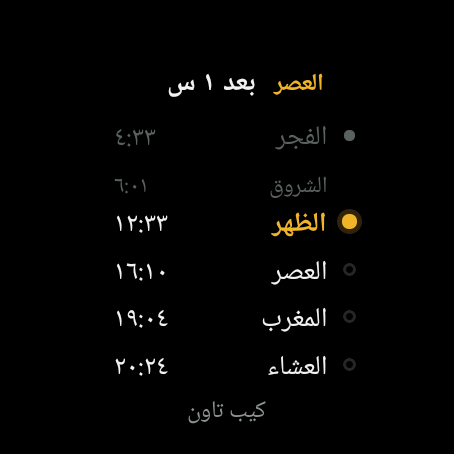 العصر بعد ١ س
الفجر ٤:٣٣
الشروق ٦:٠١
الظهر ١٢:٣٣
العصر ١٦:١٠
المغرب ١٩:٠٤
العشاء ٢٠:٢٤
كيب تاون